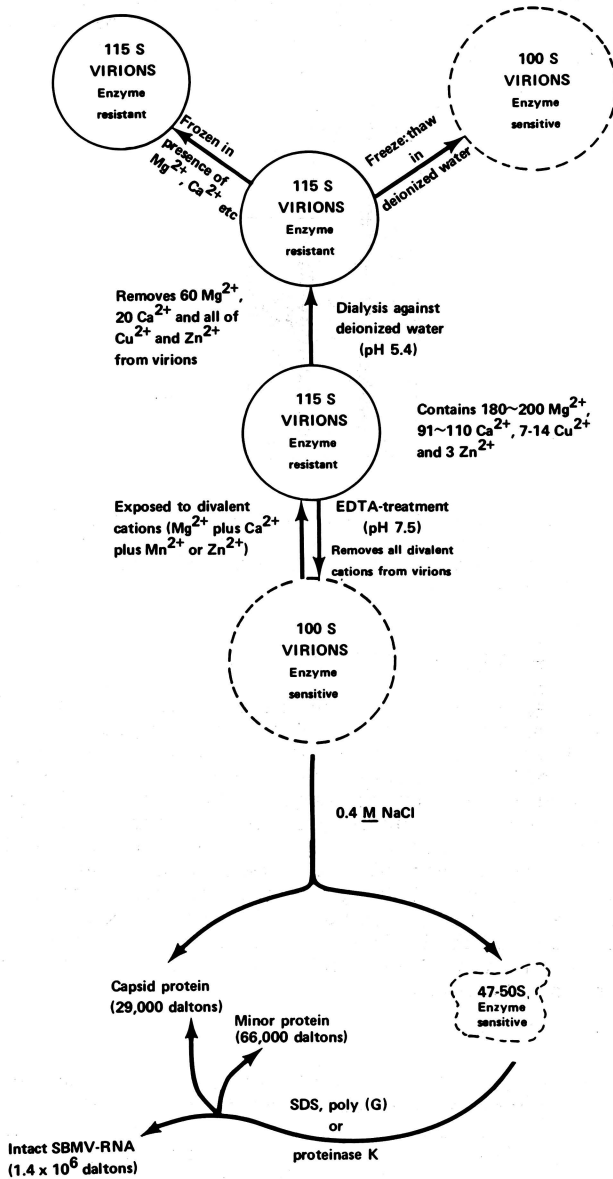 115 S
VIRIONS
Enzyme
resistant
100 S
VIRIONS
Enzyme
sensitive
Frozen in
presence of
Mg2+, Ca2+ etc
Freeze:thaw
in
deionized water
115 S
VIRIONS
Enzyme
resistant
Removes 60 Mg2+,
20 Ca2+ and all of
Cu2+ and Zn2+
from virions
Dialysis against
deionized water
(pH 5.4)
115 S
VIRIONS
Enzyme
resistant
Contains 180~200 Mg2+,
91~110 Ca2+, 7-14 Cu2+
and 3 Zn2+
Exposed to divalent
cations (Mg2+ plus Ca2+
plus Mn2+ or Zn2+)
EDTA-treatment
(pH 7.5)
Removes all divalent
cations from virions
100 S
VIRIONS
Enzyme
sensitive
0.4 M NaCl
Capsid protein
(29,000 daltons)
Minor protein
(66,000 daltons)
47-50S
Enzyme
sensitive
SDS, poly (G)
or
proteinase K
Intact SBMV-RNA
(1.4 x 106 daltons)